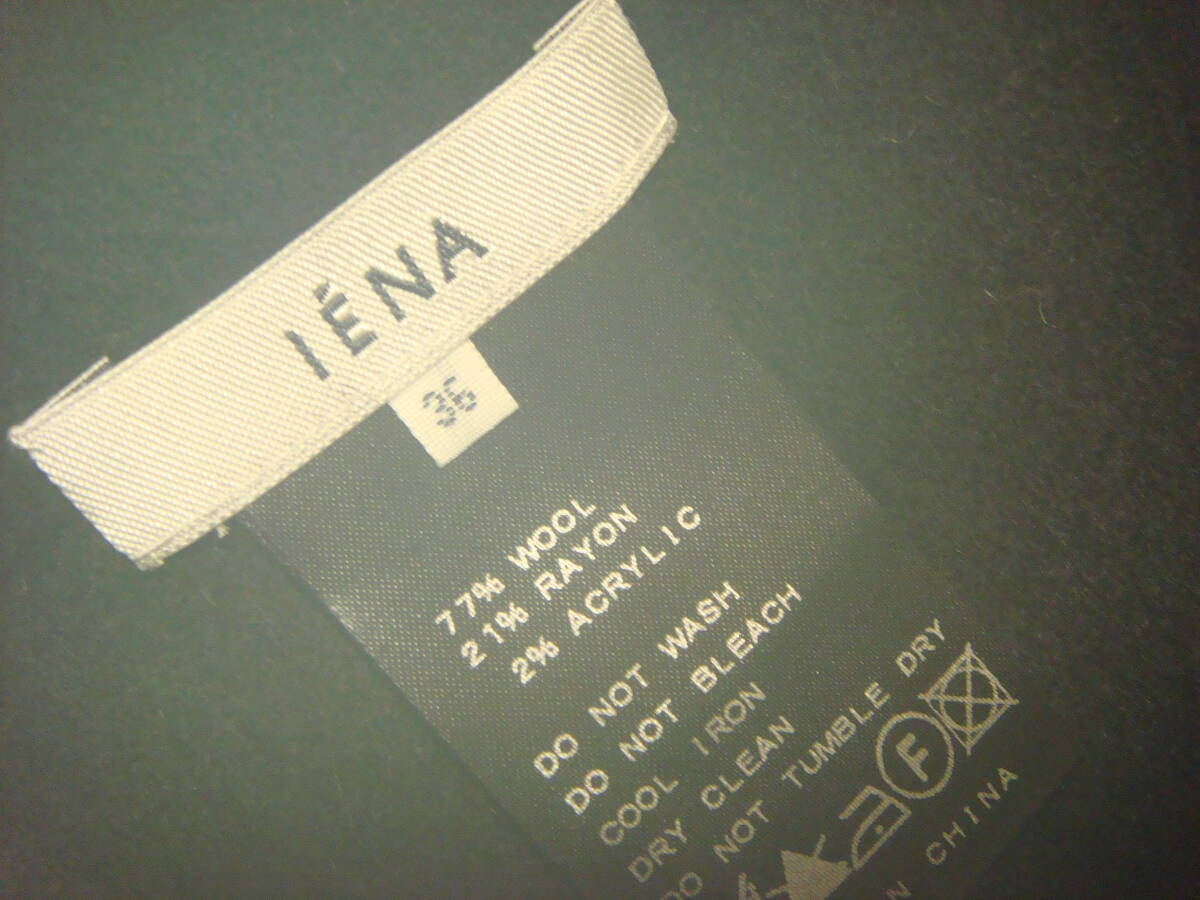 IÉNA
36
77% WOOL
21% RAYON
2% ACRYLIC
DO NOT WASH
DO NOT BLEACH
COOL IRON
DRY CLEAN
DO NOT TUMBLE DRY
F
N CHINA